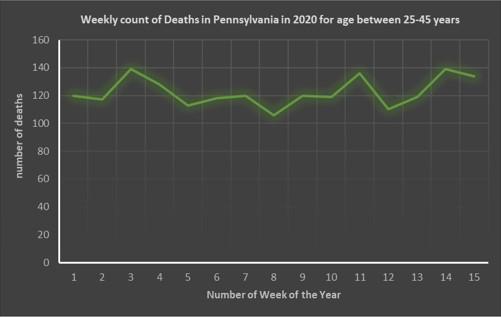 Weekly count of Deaths in Pennsylvania in 2020 for age between 25-45 years
160
140
120
100
80
60
40
20
0
number of deaths
1 2 3 4 5 6 7 8 9 10 11 12 13 14 15
Number of Week of the Year